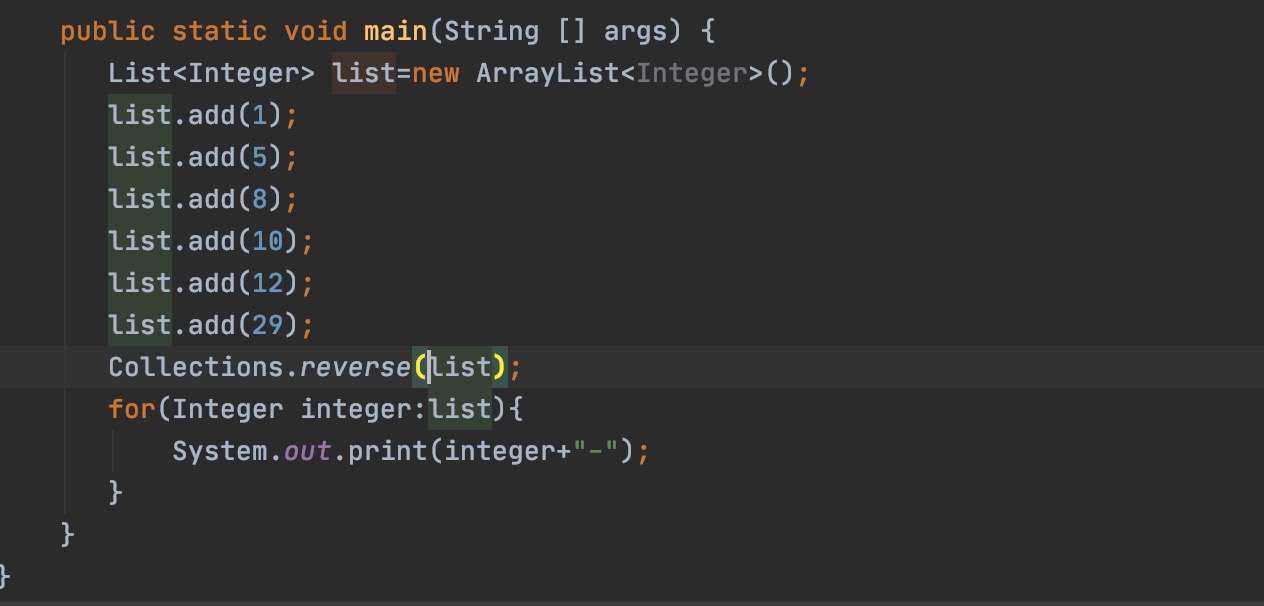 public static void main(String [] args) {
List<Integer> list=new ArrayList<Integer>();
list.add(1);
list.add(5);
list.add(8);
list.add(10);
list.add(12);
list.add(29);
Collections.reverse(list);
for(Integer integer:list){
System.out.print(integer+"-");
}
}
}